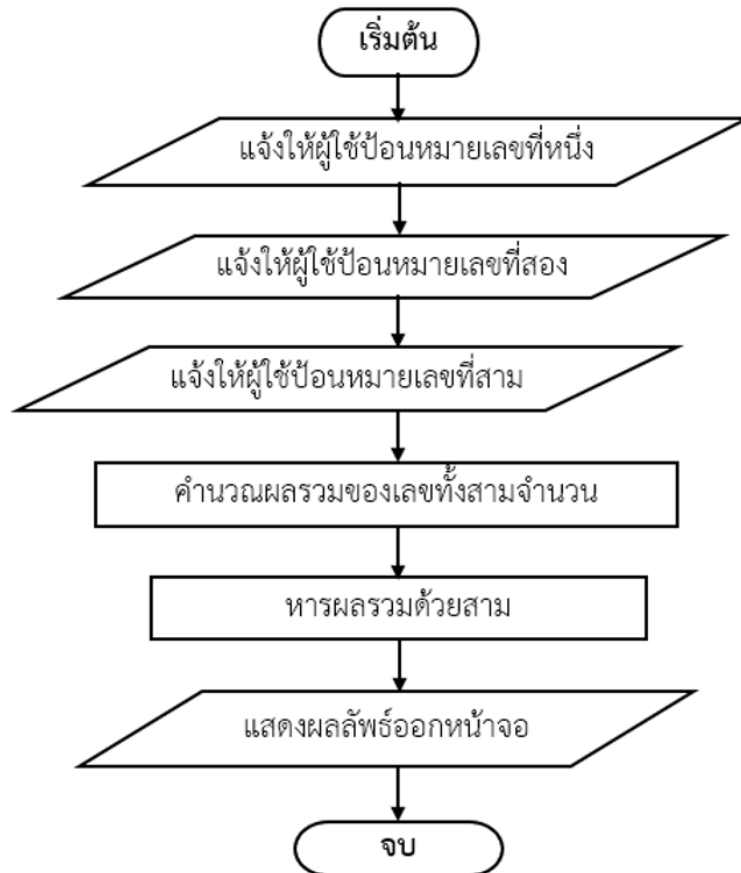 เริ่มต้น
แจ้งให้ผู้ใช้ป้อนหมายเลขที่หนึ่ง
แจ้งให้ผู้ใช้ป้อนหมายเลขที่สอง
แจ้งให้ผู้ใช้ป้อนหมายเลขที่สาม
คำนวณผลรวมของเลขทั้งสามจำนวน
หารผลรวมด้วยสาม
แสดงผลลัพธ์ออกหน้าจอ
จบ